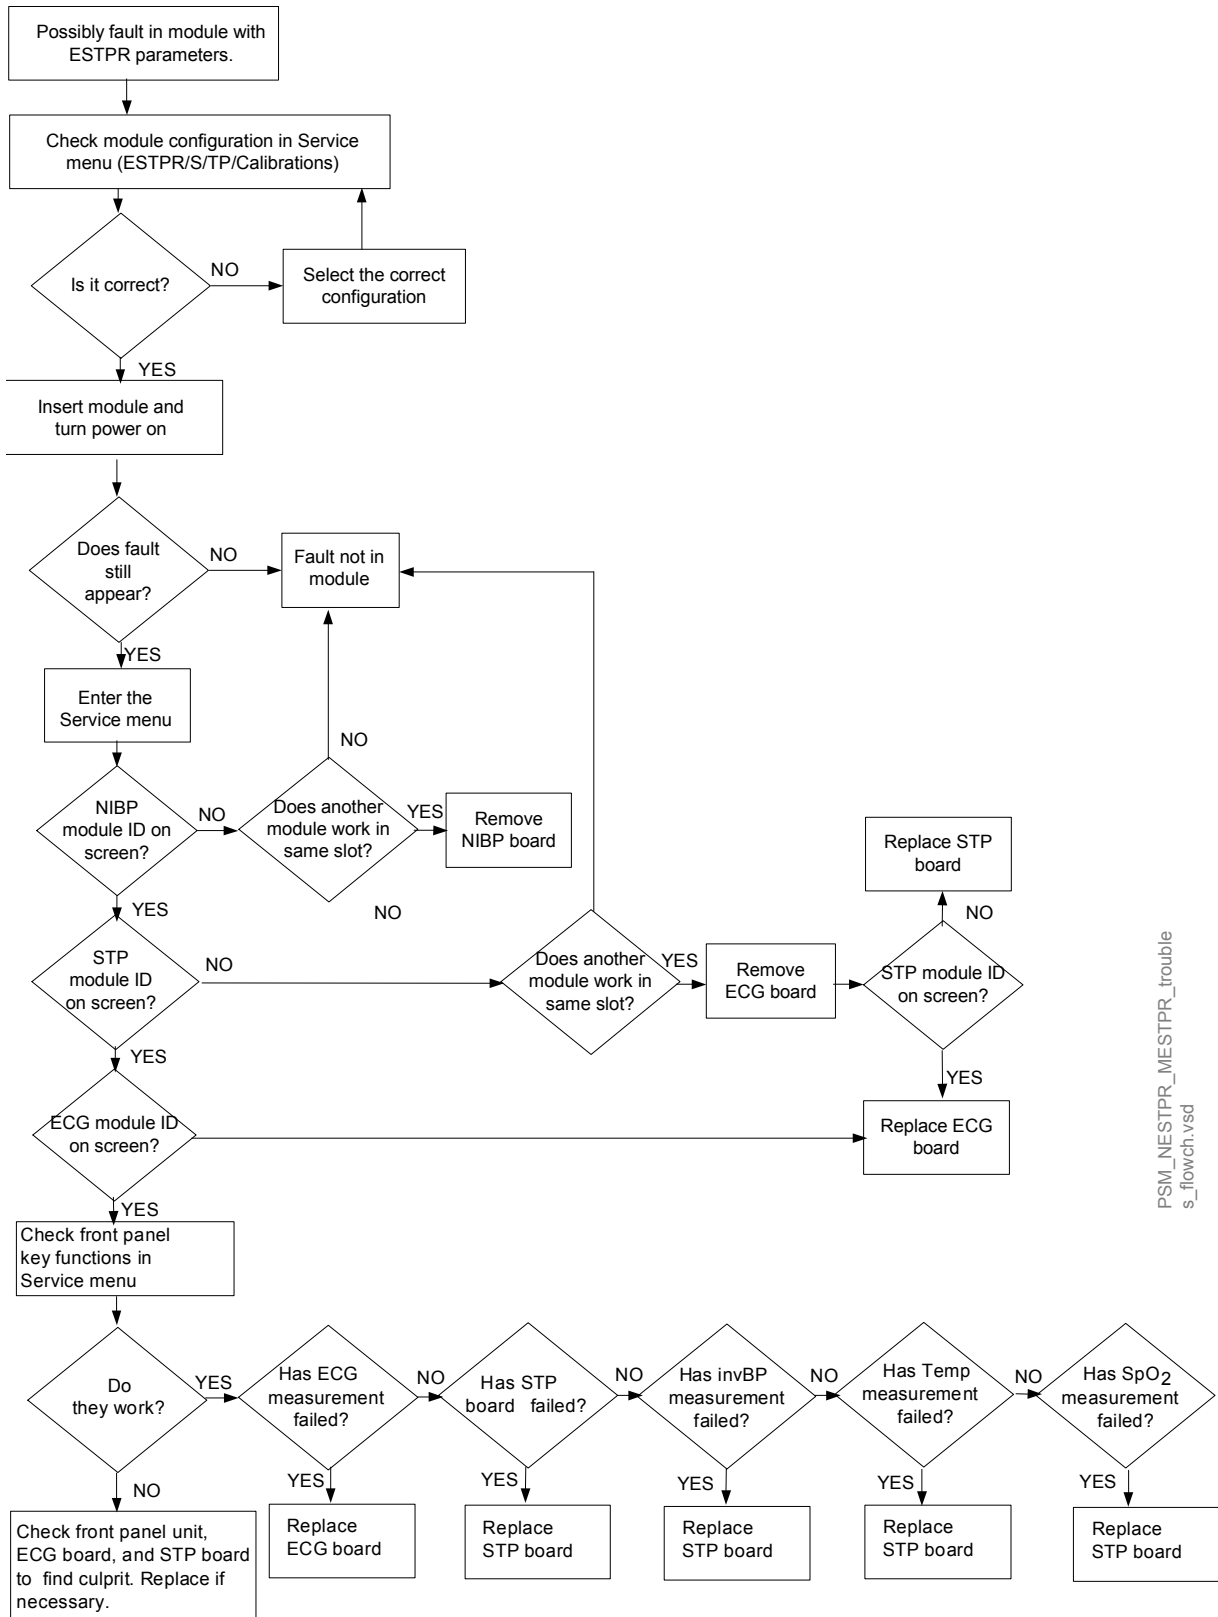 Possibly fault in module with
ESTPR parameters.
Check module configuration in Service
menu (ESTPR/S/TP/Calibrations)
Is it correct?
NO
Select the correct
configuration
YES
Insert module and
turn power on
Does fault
still
appear?
NO
Fault not in
module
YES
Enter the
Service menu
NO
NIBP
module ID on
screen?
NO
Does another
module work in
same slot?
YES
Remove
NIBP board
Replace STP
board
YES
NO
NO
STP
module ID
on screen?
NO
Does another
module work in
same slot?
YES
Remove
ECG board
STP module ID
on screen?
YES
YES
ECG module ID
on screen?
Replace ECG
board
PSM_NESTPR_MESTPR_trouble
s_flowch.vsd
YES
Check front panel
key functions in
Service menu
Do
they work?
YES
Has ECG
measurement
failed?
NO
Has STP
board failed?
NO
Has invBP
measurement
failed?
NO
Has Temp
measurement
failed?
NO
Has SpO2
measurement
failed?
NO
YES
YES
YES
YES
YES
Check front panel unit,
ECG board, and STP board
to find culprit. Replace if
necessary.
Replace
ECG board
Replace
STP board
Replace
STP board
Replace
STP board
Replace
STP board